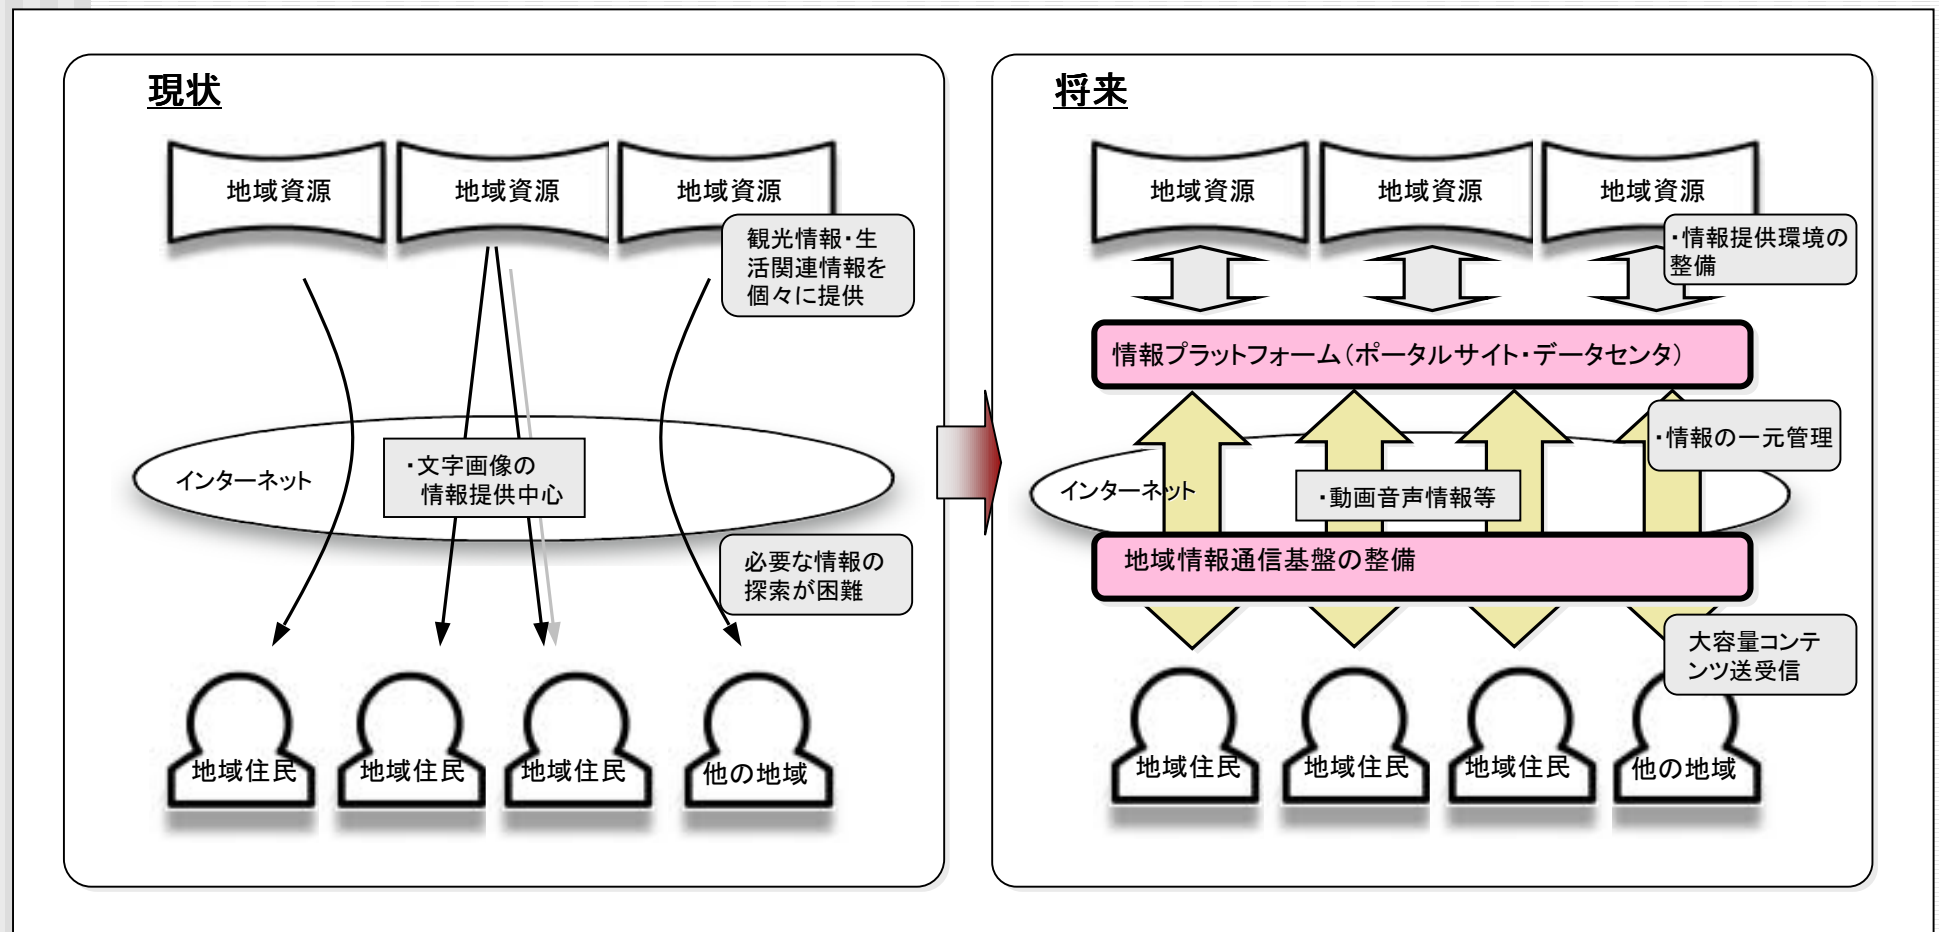 現状
地域資源
地域資源
地域資源
観光情報・生
活関連情報を
個々に提供
インターネット
・文字画像の
情報提供中心
必要な情報の
探索が困難
地域住民
地域住民
地域住民
他の地域
将来
地域資源
地域資源
地域資源
・情報提供環境の
整備
情報プラットフォーム（ポータルサイト・データセンタ）
・情報の一元管理
インターネット
・動画音声情報等
地域情報通信基盤の整備
大容量コンテ
ンツ送受信
地域住民
地域住民
地域住民
他の地域